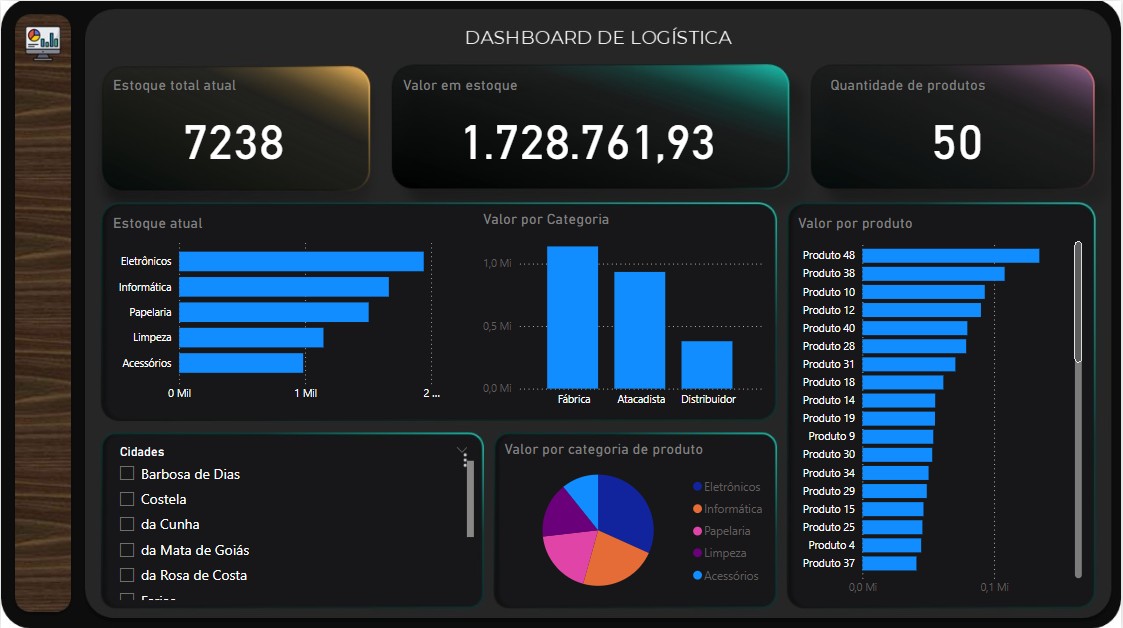 DASHBOARD DE LOGÍSTICA
Estoque total atual
7238
Valor em estoque
1.728.761,93
Quantidade de produtos
50
Estoque atual
Eletrônicos
Informática
Papelaria
Limpeza
Acessórios
0 Mil
1 Mil
2 ...
Valor por Categoria
1,0 Mi
0,5 Mi
0,0 Mi
Fábrica
Atacadista
Distribuidor
Valor por produto
Produto 48
Produto 38
Produto 10
Produto 12
Produto 40
Produto 28
Produto 31
Produto 18
Produto 14
Produto 19
Produto 9
Produto 30
Produto 34
Produto 29
Produto 15
Produto 25
Produto 4
Produto 37
0,0 Mi
0,1 Mi
Cidades
Barbosa de Dias
Costela
da Cunha
da Mata de Goiás
da Rosa de Costa
Valor por categoria de produto
Eletrônicos
Informática
Papelaria
Limpeza
Acessórios